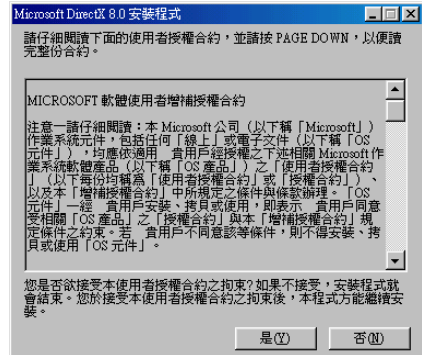 Microsoft DirectX 8.0 安裝程式
請仔細閱讀下面的使用者授權合約，並請按 PAGE DOWN，以便讀
完整份合約。
MICROSOFT 軟體使用者增補授權合約
注意—請仔細閱讀：本 Microsoft 公司（以下稱「Microsoft」）
作業系統元件，包括任何「線上」或電子文件（以下稱「OS
元件」），均應依適用　貴用戶經授權之下述相關 Microsoft 作
業系統軟體產品（以下稱「OS 產品」）之「使用者授權合約
」（以下每份均稱為「使用者授權合約」或「授權合約」）、
以及本「增補授權合約」中所規定之條件與條款辦理。「OS
元件」一經　貴用戶安裝、拷貝或使用，即表示　貴用戶同意
受相關「OS 產品」之「授權合約」與本「增補授權合約」規
定條件之約束。若　貴用戶不同意該等條件，則不得安裝、拷
貝或使用「OS 元件」。
您是否欲接受本使用者授權合約之拘束? 如果不接受，安裝程式就
會結束。您於接受本使用者授權合約之拘束後，本程式方能繼續安
裝。
是(Y)
否(N)